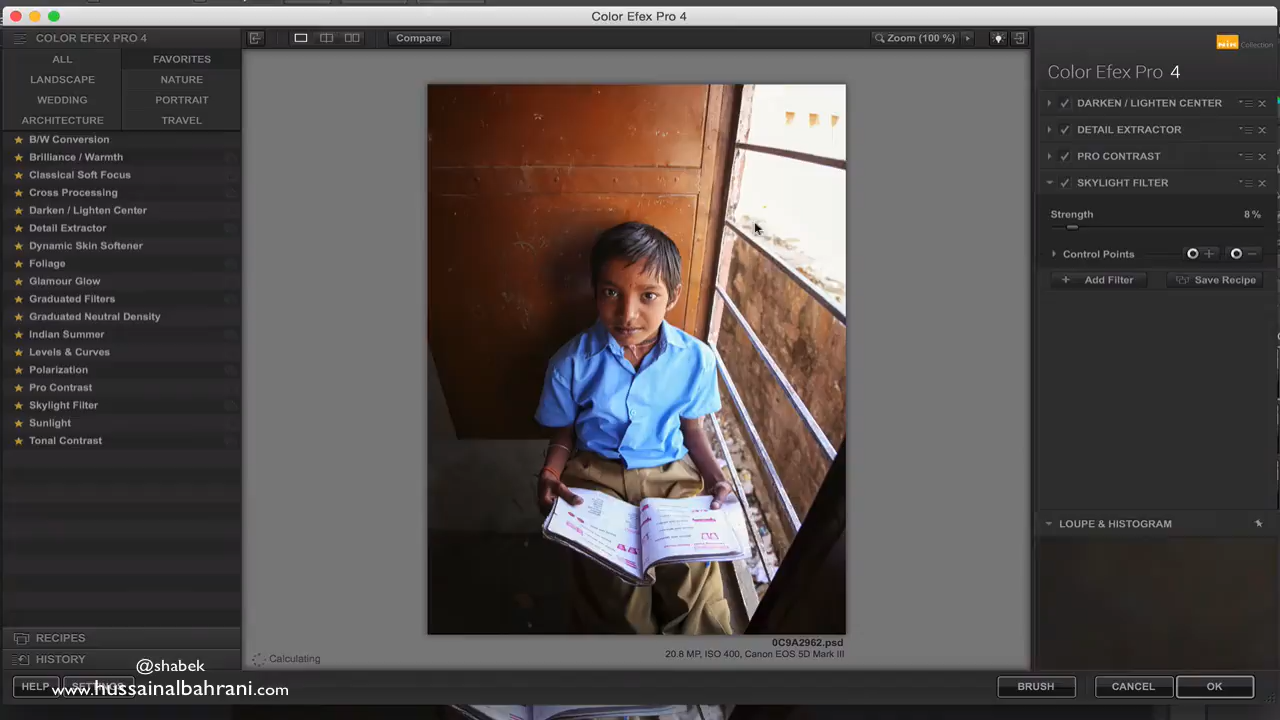 Color Efex Pro 4
COLOR EFEX PRO 4
Compare
Zoom (100 %)
Collection
ALL
FAVORITES
LANDSCAPE
NATURE
WEDDING
PORTRAIT
ARCHITECTURE
TRAVEL
B/W Conversion
Brilliance / Warmth
Classical Soft Focus
Cross Processing
Darken / Lighten Center
Detail Extractor
Dynamic Skin Softener
Foliage
Glamour Glow
Graduated Filters
Graduated Neutral Density
Indian Summer
Levels & Curves
Polarization
Pro Contrast
Skylight Filter
Sunlight
Tonal Contrast
Color Efex Pro 4
DARKEN / LIGHTEN CENTER
DETAIL EXTRACTOR
PRO CONTRAST
SKYLIGHT FILTER
Strength 8 %
Control Points
Add Filter
Save Recipe
LOUPE & HISTOGRAM
0C9A2962.psd
20.8 MP, ISO 400, Canon EOS 5D Mark III
Calculating
RECIPES
HISTORY
@shabek
HELP
SETTINGS
www.hussainalbahrani.com
BRUSH
CANCEL
OK